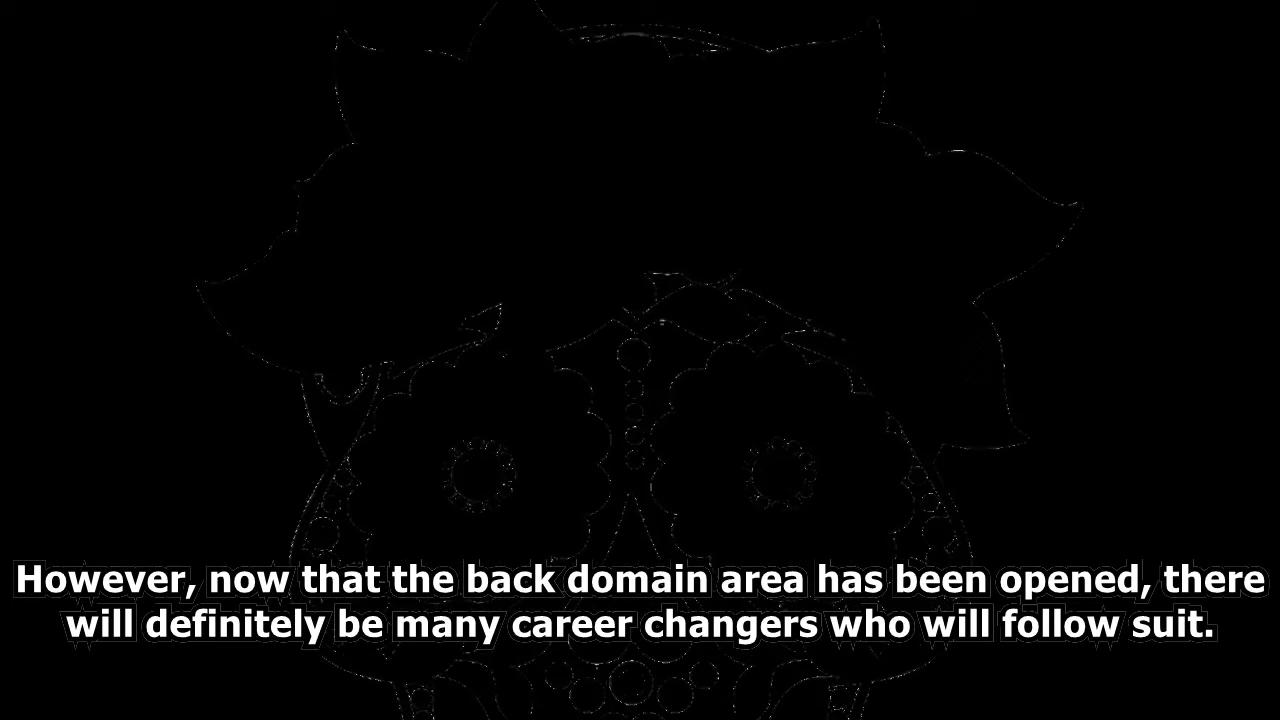 However, now that the back domain area has been opened, there
will definitely be many career changers who will follow suit.